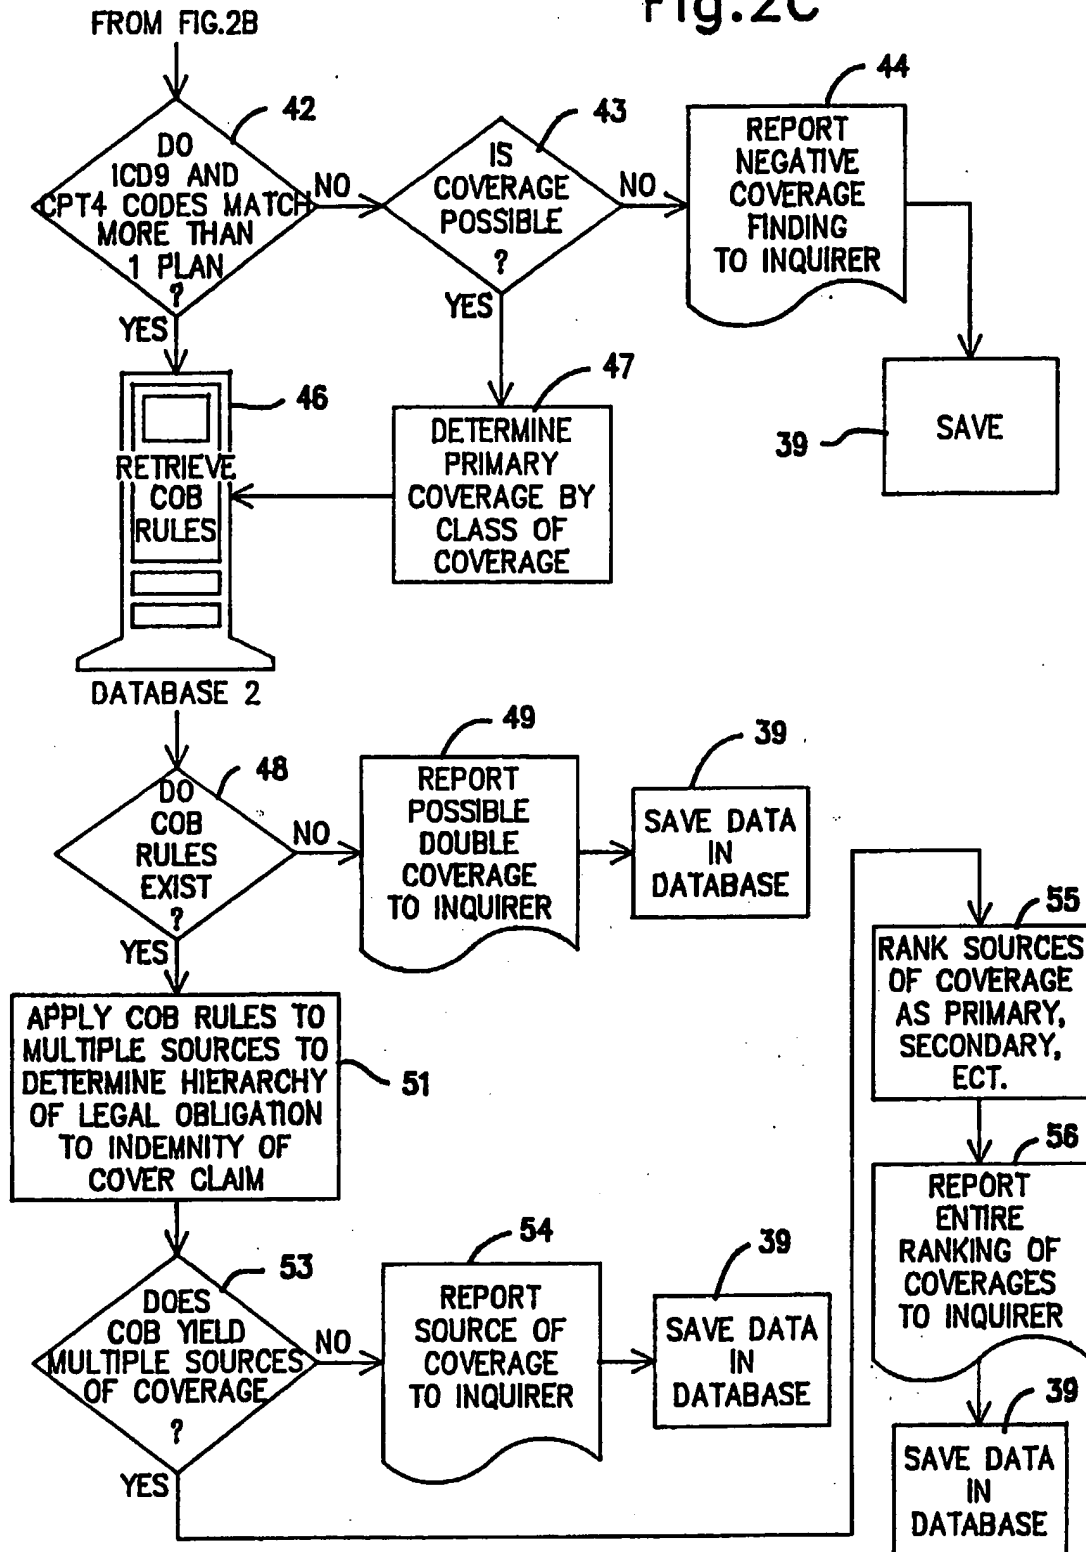 Fig.2C
FROM FIG.2B
42
DO
ICD9 AND
CPT4 CODES MATCH
MORE THAN
1 PLAN
?
NO
YES
43
IS
COVERAGE
POSSIBLE
?
NO
YES
44
REPORT
NEGATIVE
COVERAGE
FINDING
TO INQUIRER
39
SAVE
46
RETRIEVE
COB
RULES
DATABASE 2
47
DETERMINE
PRIMARY
COVERAGE BY
CLASS OF
COVERAGE
48
DO
COB
RULES
EXIST
?
NO
YES
49
REPORT
POSSIBLE
DOUBLE
COVERAGE
TO INQUIRER
39
SAVE DATA
IN
DATABASE
APPLY COB RULES TO
MULTIPLE SOURCES TO
DETERMINE HIERARCHY
OF LEGAL OBLIGATION
TO INDEMNITY OF
COVER CLAIM
51
53
DOES
COB YIELD
MULTIPLE SOURCES
OF COVERAGE
?
NO
YES
54
REPORT
SOURCE OF
COVERAGE
TO INQUIRER
39
SAVE DATA
IN
DATABASE
55
RANK SOURCES
OF COVERAGE
AS PRIMARY,
SECONDARY,
ECT.
56
REPORT
ENTIRE
RANKING OF
COVERAGES
TO INQUIRER
39
SAVE DATA
IN
DATABASE